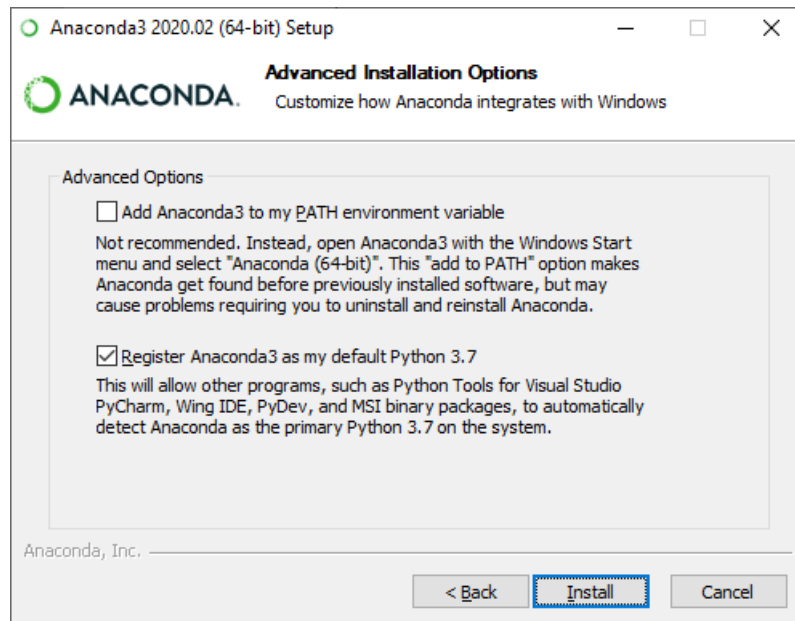 Anaconda3 2020.02 (64-bit) Setup
ANACONDA.
Advanced Installation Options
Customize how Anaconda integrates with Windows
Advanced Options
Add Anaconda3 to my PATH environment variable
Not recommended. Instead, open Anaconda3 with the Windows Start
menu and select "Anaconda (64-bit)". This "add to PATH" option makes
Anaconda get found before previously installed software, but may
cause problems requiring you to uninstall and reinstall Anaconda.
Register Anaconda3 as my default Python 3.7
This will allow other programs, such as Python Tools for Visual Studio
PyCharm, Wing IDE, PyDev, and MSI binary packages, to automatically
detect Anaconda as the primary Python 3.7 on the system.
Anaconda, Inc.
< Back
Install
Cancel